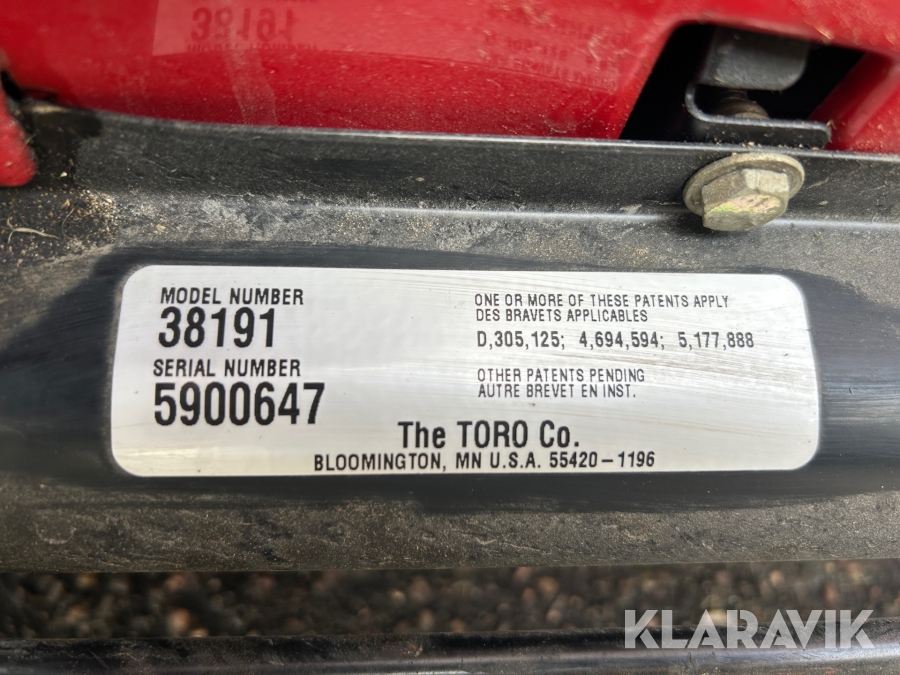 38191
MODEL NUMBER
38191
SERIAL NUMBER
5900647
ONE OR MORE OF THESE PATENTS APPLY
DES BRAVETS APPLICABLES
D,305,125; 4,694,594; 5,177,888
OTHER PATENTS PENDING
AUTRE BREVET EN INST.
The TORO Co.
BLOOMINGTON, MN U.S.A. 55420-1196
KLARAVIK